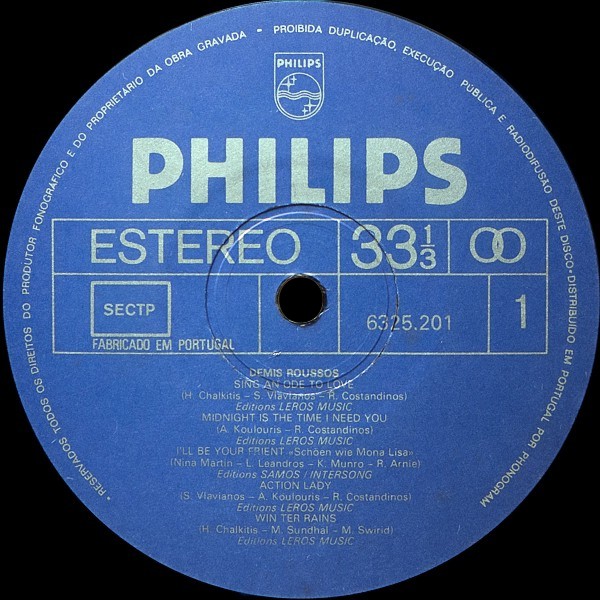 • RESERVADOS TODOS OS DIREITOS DO PRODUTOR FONOGRÁFICO E DO PROPRIETÁRIO DA OBRA GRAVADA - PROIBIDA DUPLICAÇÃO, EXECUÇÃO PÚBLICA E RADIODIFUSÃO DESTE DISCO • DISTRIBUÍDO EM PORTUGAL POR PHONOGRAM
PHILIPS
PHILIPS
ESTEREO 33 1/3
SECTP 6325.201 1
FABRICADO EM PORTUGAL
DEMIS ROUSSOS
SING AN ODE TO LOVE
(H. Chalkitis – S. Vlavianos – R. Costandinos)
Editions LEROS MUSIC
MIDNIGHT IS THE TIME I NEED YOU
(A. Koulouris – R. Costandinos)
Editions LEROS MUSIC
I'LL BE YOUR FRIENT «Schöen wie Mona Lisa»
(Nina Martin – L. Leandros – K. Munro – R. Arnie)
Editions SAMOS / INTERSONG
ACTION LADY
(S. Vlavianos – A. Koulouris – R. Costandinos)
Editions LEROS MUSIC
WIN TER RAINS
(H. Chalkitis – M. Sundhal – M. Swirid)
Editions LEROS MUSIC